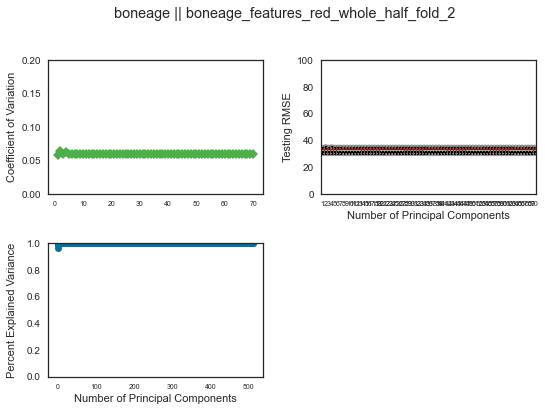 boneage || boneage_features_red_whole_half_fold_2
Coefficient of Variation
0.20
0.15
0.10
0.05
0.00
0 10 20 30 40 50 60 70
Testing RMSE
100
80
60
40
20
0
Number of Principal Components
Percent Explained Variance
1.0
0.8
0.6
0.4
0.2
0.0
0 100 200 300 400 500
Number of Principal Components